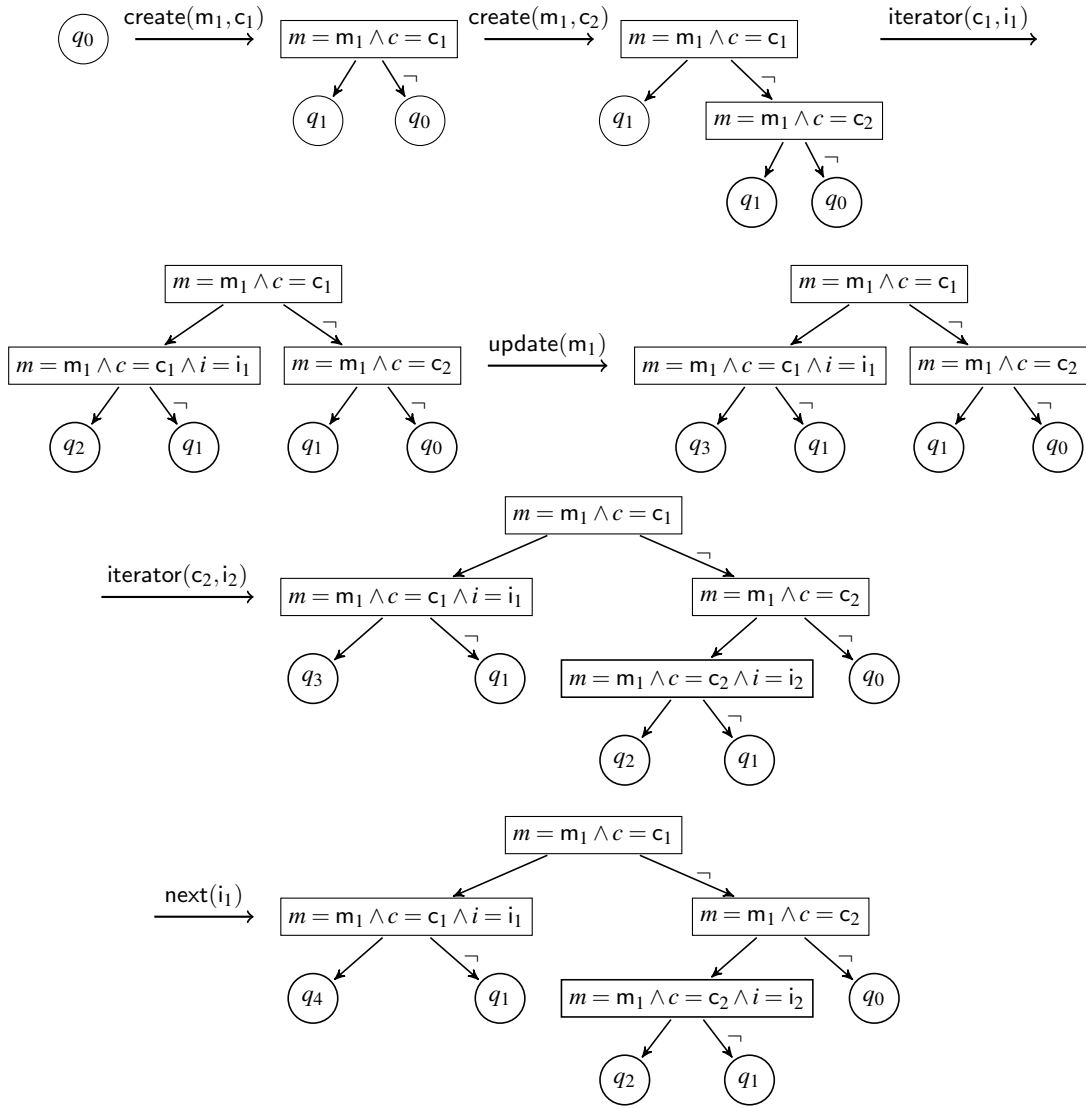 q0 create(m1, c1) m = m1 ∧ c = c1 create(m1, c2) m = m1 ∧ c = c1 iterator(c1, i1)
¬ ¬
q1 q0 q1 m = m1 ∧ c = c2
¬
q1 q0
m = m1 ∧ c = c1 m = m1 ∧ c = c1
¬ ¬
m = m1 ∧ c = c1 ∧ i = i1 m = m1 ∧ c = c2 update(m1) m = m1 ∧ c = c1 ∧ i = i1 m = m1 ∧ c = c2
¬ ¬ ¬ ¬
q2 q1 q1 q0 q3 q1 q1 q0
m = m1 ∧ c = c1
¬
iterator(c2, i2) m = m1 ∧ c = c1 ∧ i = i1 m = m1 ∧ c = c2
¬ ¬
q3 q1 m = m1 ∧ c = c2 ∧ i = i2 q0
¬
q2 q1
m = m1 ∧ c = c1
¬
next(i1) m = m1 ∧ c = c1 ∧ i = i1 m = m1 ∧ c = c2
¬ ¬
q4 q1 m = m1 ∧ c = c2 ∧ i = i2 q0
¬
q2 q1